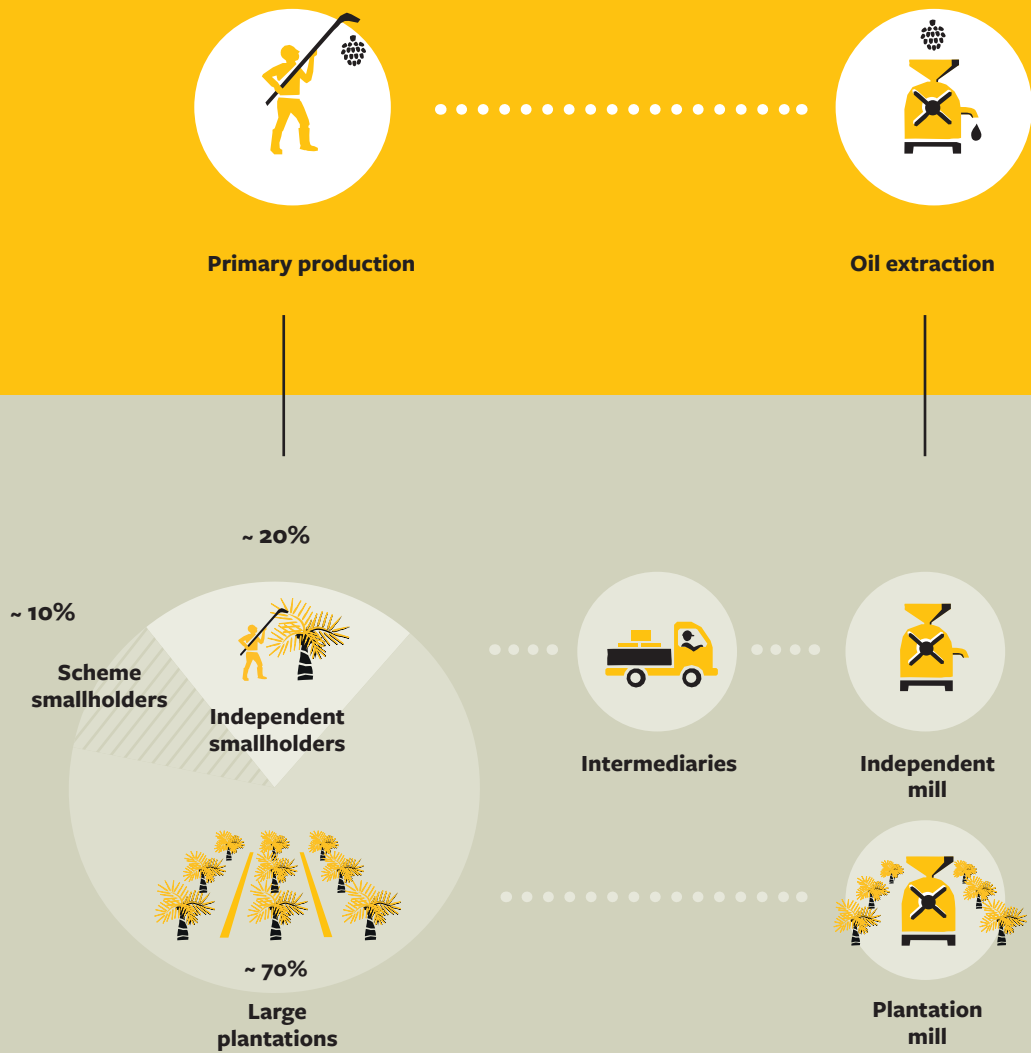 Primary production
Oil extraction
~ 20%
~ 10%
Scheme
smallholders
Independent
smallholders
Intermediaries
Independent
mill
~ 70%
Large
plantations
Plantation
mill